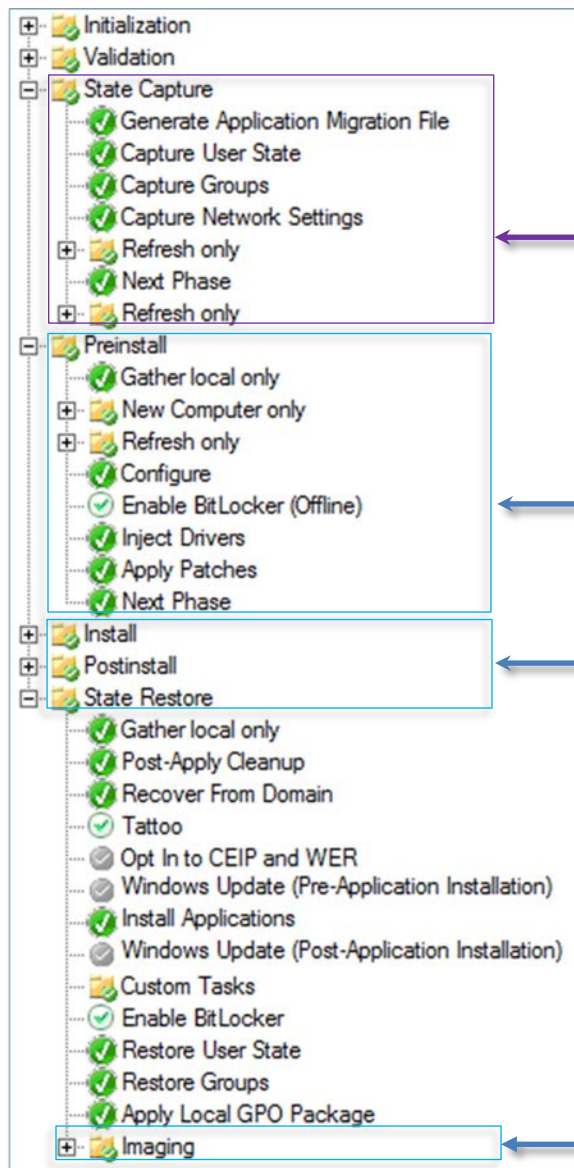 Initialization
Validation
State Capture
Generate Application Migration File
Capture User State
Capture Groups
Capture Network Settings
Refresh only
Next Phase
Refresh only
Preinstall
Gather local only
New Computer only
Refresh only
Configure
Enable BitLocker (Offline)
Inject Drivers
Apply Patches
Next Phase
Install
Postinstall
State Restore
Gather local only
Post-Apply Cleanup
Recover From Domain
Tattoo
Opt In to CEIP and WER
Windows Update (Pre-Application Installation)
Install Applications
Windows Update (Post-Application Installation)
Custom Tasks
Enable BitLocker
Restore User State
Restore Groups
Apply Local GPO Package
Imaging